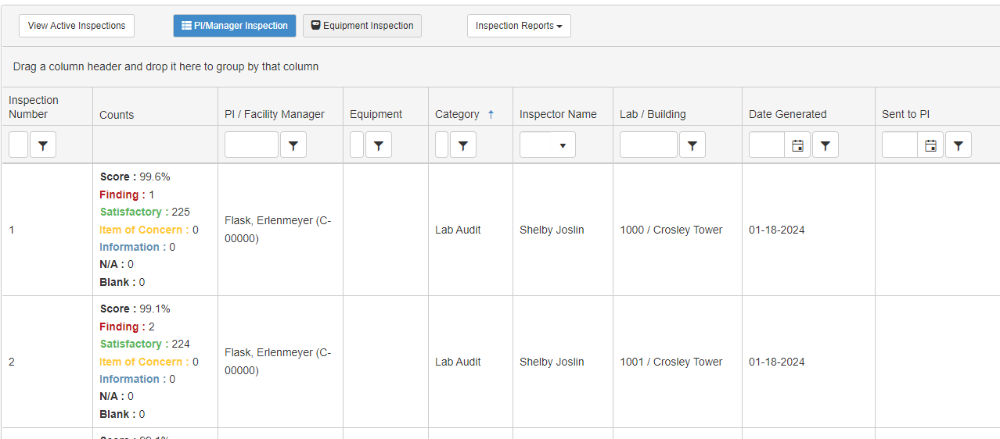 View Active Inspections PI/Manager Inspection Equipment Inspection Inspection Reports
Drag a column header and drop it here to group by that column
Inspection Number Counts PI / Facility Manager Equipment Category Inspector Name Lab / Building Date Generated Sent to PI
Score : 99.6%
Finding : 1
Satisfactory : 225
Item of Concern : 0
Information : 0
N/A : 0
Blank : 0
1
Flask, Erlenmeyer (C-
00000)
Lab Audit
Shelby Joslin
1000 / Crosley Tower
01-18-2024
Score : 99.1%
Finding : 2
Satisfactory : 224
Item of Concern : 0
Information : 0
N/A : 0
Blank : 0
2
Flask, Erlenmeyer (C-
00000)
Lab Audit
Shelby Joslin
1001 / Crosley Tower
01-18-2024